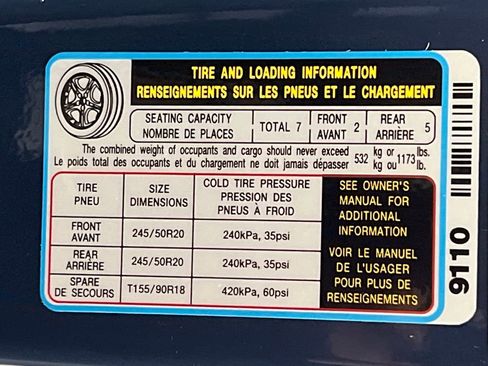 TIRE AND LOADING INFORMATION
RENSEIGNEMENTS SUR LES PNEUS ET LE CHARGEMENT
SEATING CAPACITY
NOMBRE DE PLACES
TOTAL 7
FRONT
AVANT 2
REAR
ARRIÈRE 5
The combined weight of occupants and cargo should never exceed 532 kg or 1173 lbs.
Le poids total des occupants et du chargement ne doit jamais dépasser kg ou lb.
TIRE
PNEU
SIZE
DIMENSIONS
COLD TIRE PRESSURE
PRESSION DES
PNEUS À FROID
FRONT
AVANT
245/50R20
240kPa, 35psi
REAR
ARRIÈRE
245/50R20
240kPa, 35psi
SPARE
DE SECOURS
T155/90R18
420kPa, 60psi
SEE OWNER'S
MANUAL FOR
ADDITIONAL
INFORMATION
VOIR LE MANUEL
DE L'USAGER
POUR PLUS DE
RENSEIGNEMENTS
9110